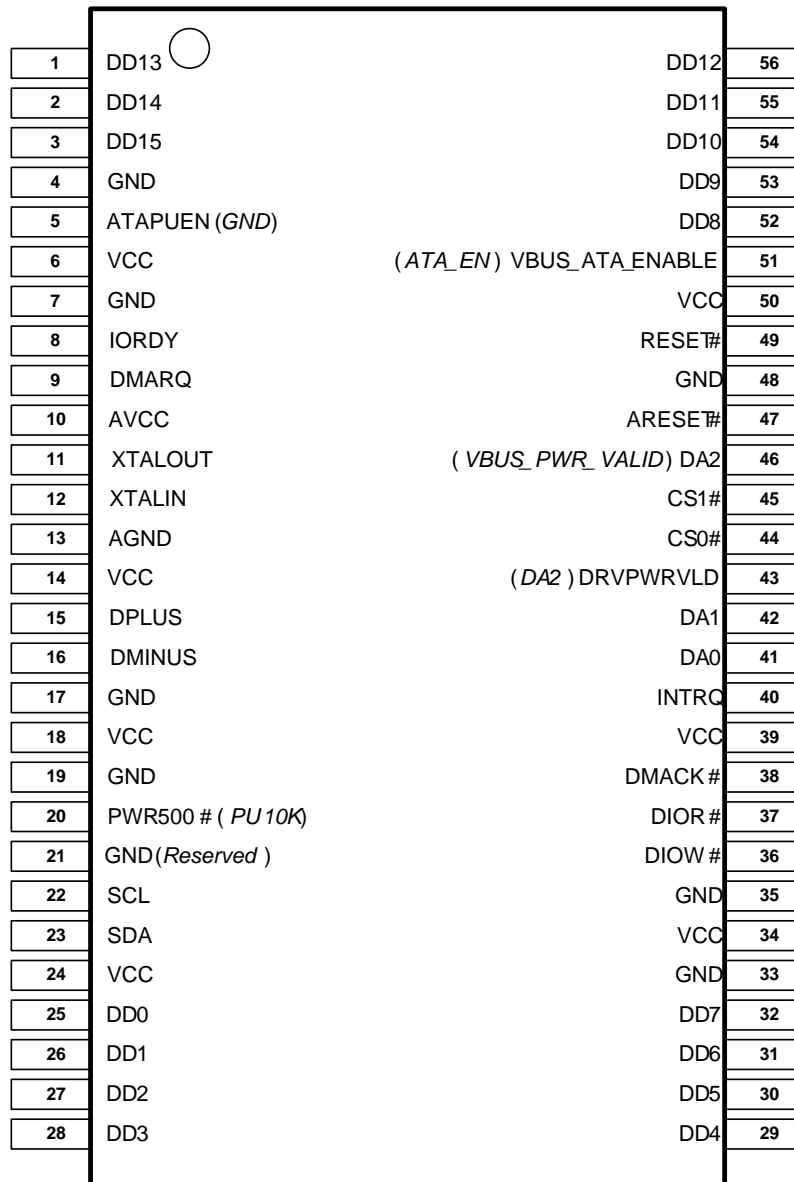 1 DD13 DD12 56
2 DD14 DD11 55
3 DD15 DD10 54
4 GND DD9 53
5 ATAPUEN (GND) DD8 52
6 VCC (ATA_EN) VBUS_ATA_ENABLE 51
7 GND VCC 50
8 IORDY RESET# 49
9 DMARQ GND 48
10 AVCC ARESET# 47
11 XTALOUT (VBUS_PWR_VALID) DA2 46
12 XTALIN CS1# 45
13 AGND CS0# 44
14 VCC (DA2) DRVPWRVLD 43
15 DPLUS DA1 42
16 DMINUS DA0 41
17 GND INTRQ 40
18 VCC VCC 39
19 GND DMACK# 38
20 PWR500# (PU10K) DIOR# 37
21 GND (Reserved) DIOW# 36
22 SCL GND 35
23 SDA VCC 34
24 VCC GND 33
25 DD0 DD7 32
26 DD1 DD6 31
27 DD2 DD5 30
28 DD3 DD4 29